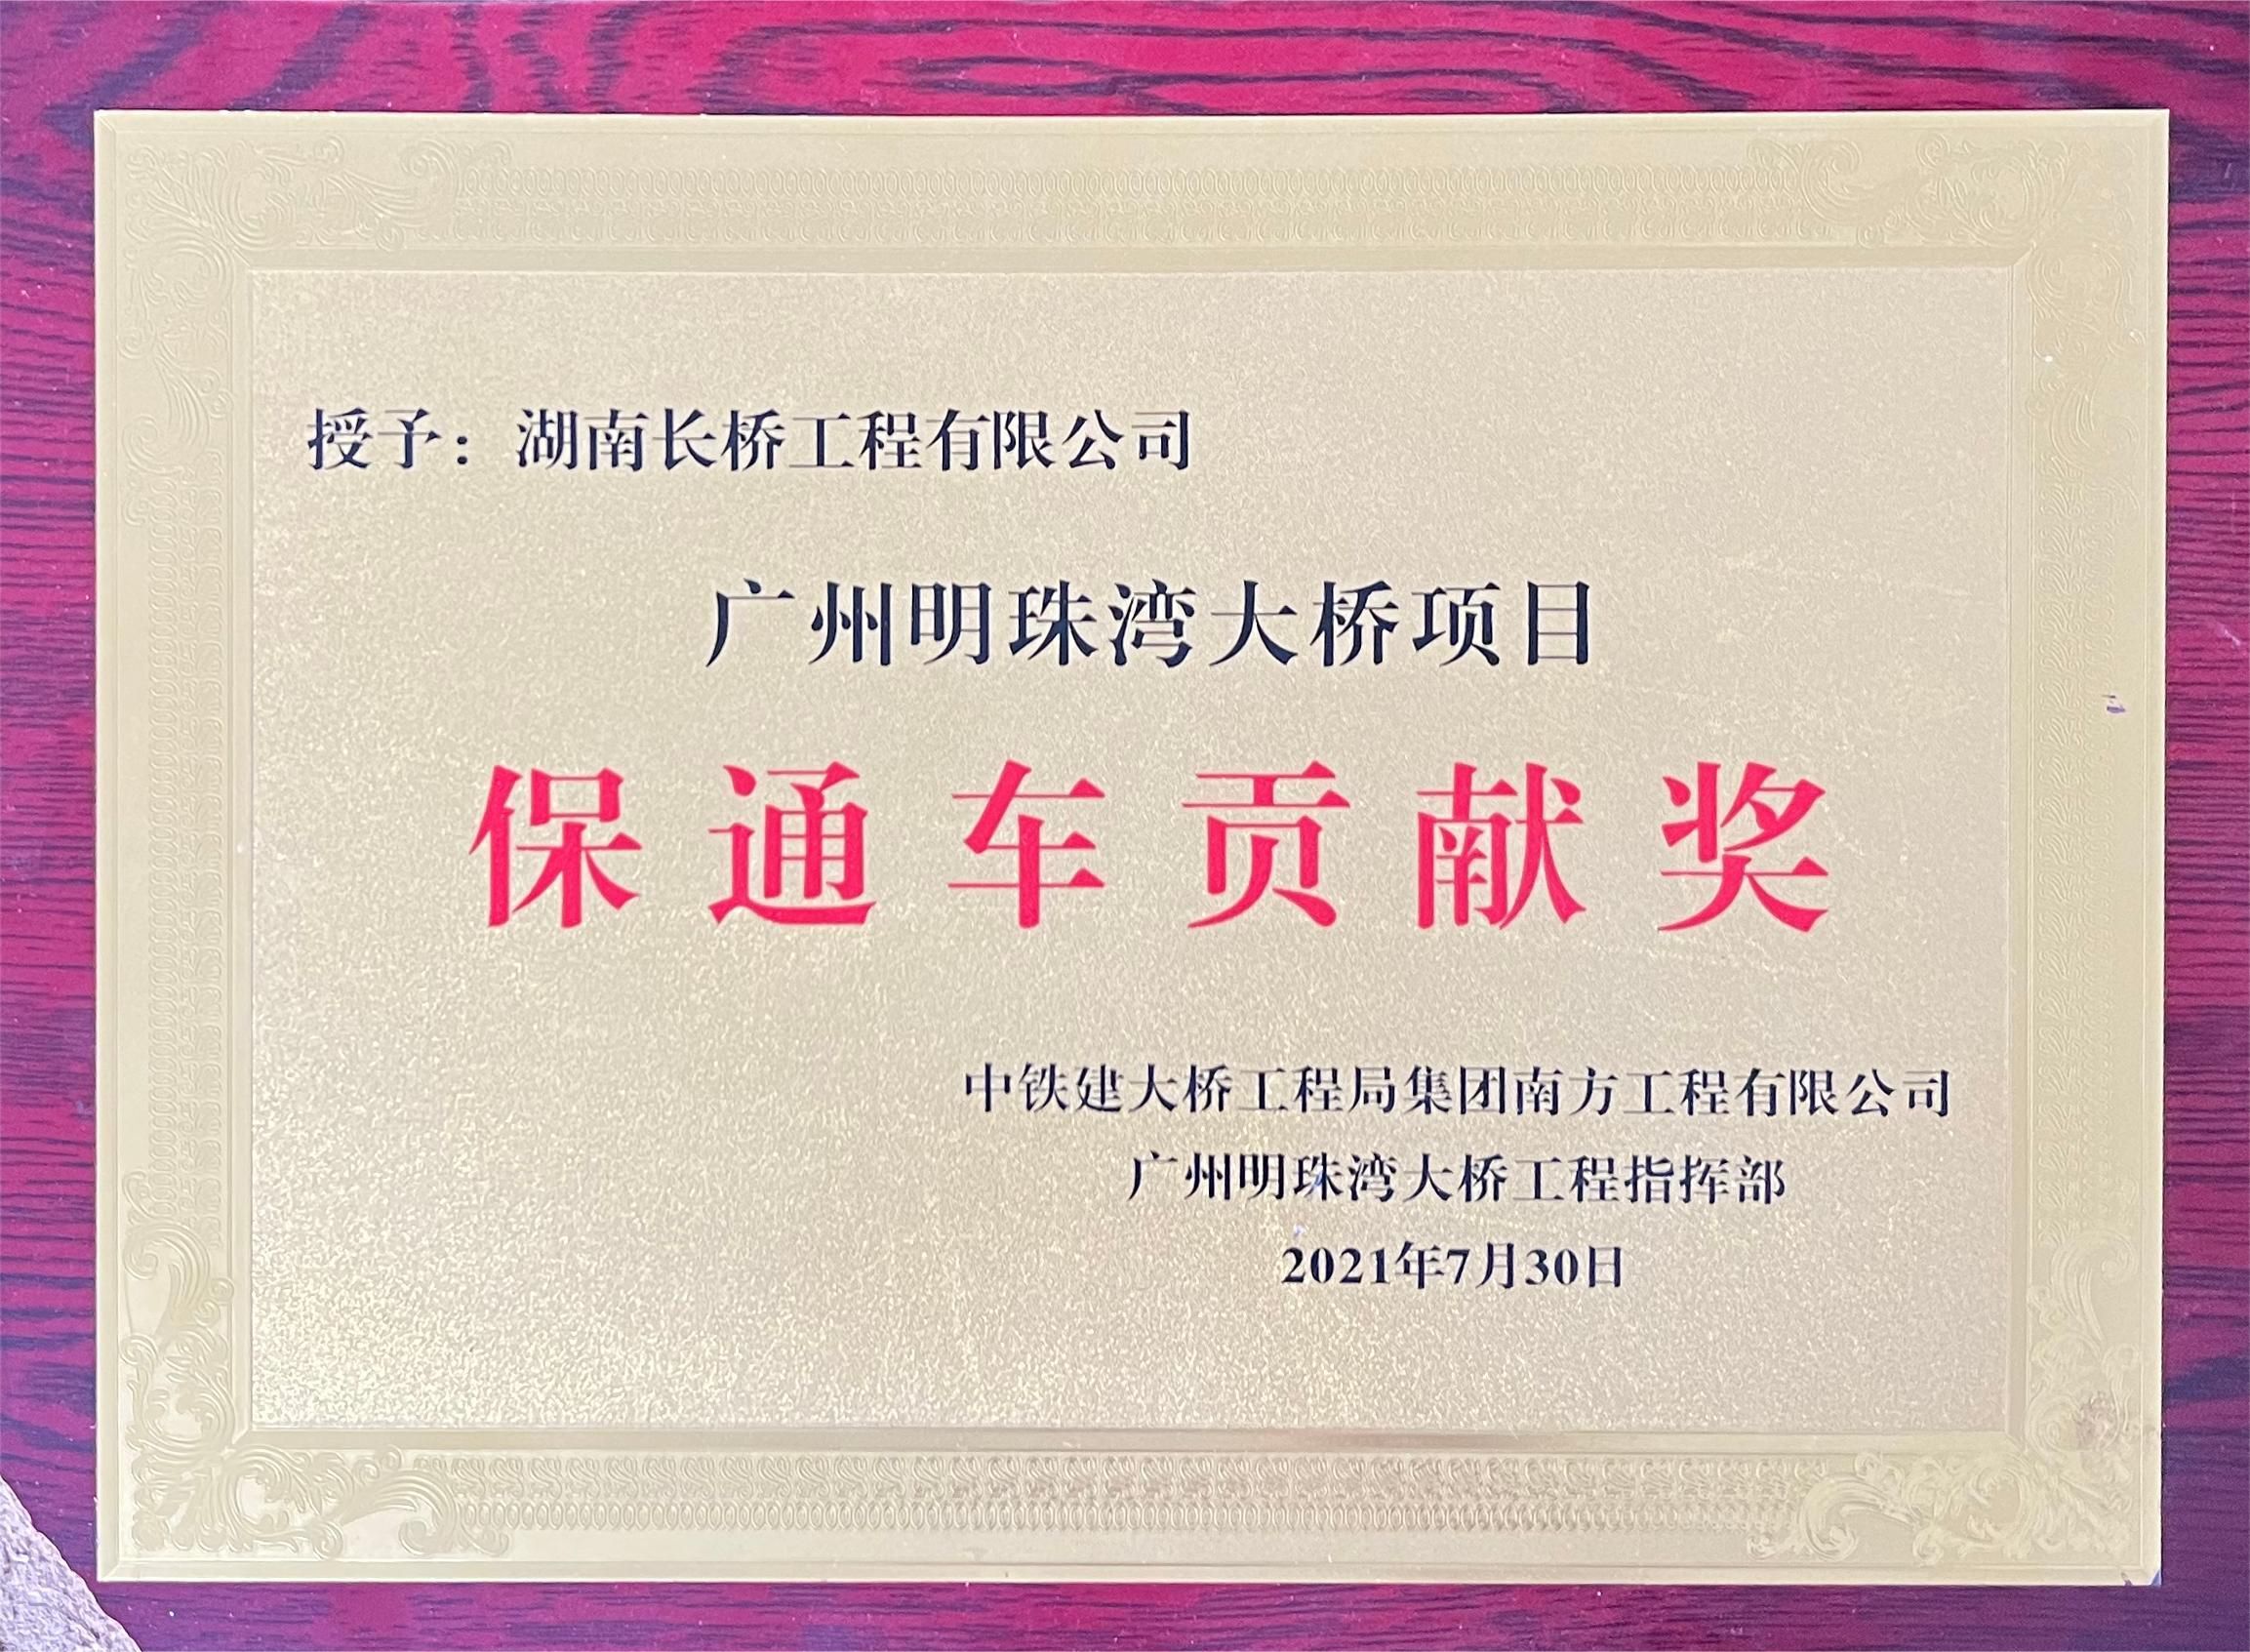 授予：湖南长桥工程有限公司
广州明珠湾大桥项目
保通车贡献奖
中铁建大桥工程局集团南方工程有限公司
广州明珠湾大桥工程指挥部
2021年7月30日